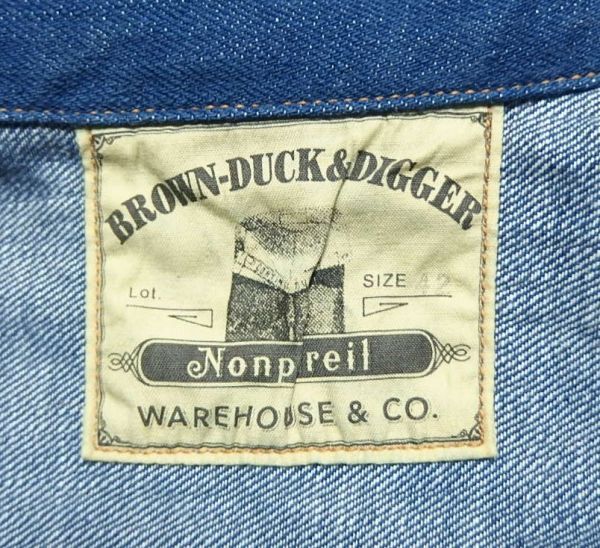 BROWN-DUCK&DIGGER
Lot. SIZE 42
Nonpreil
WAREHOUSE & CO.